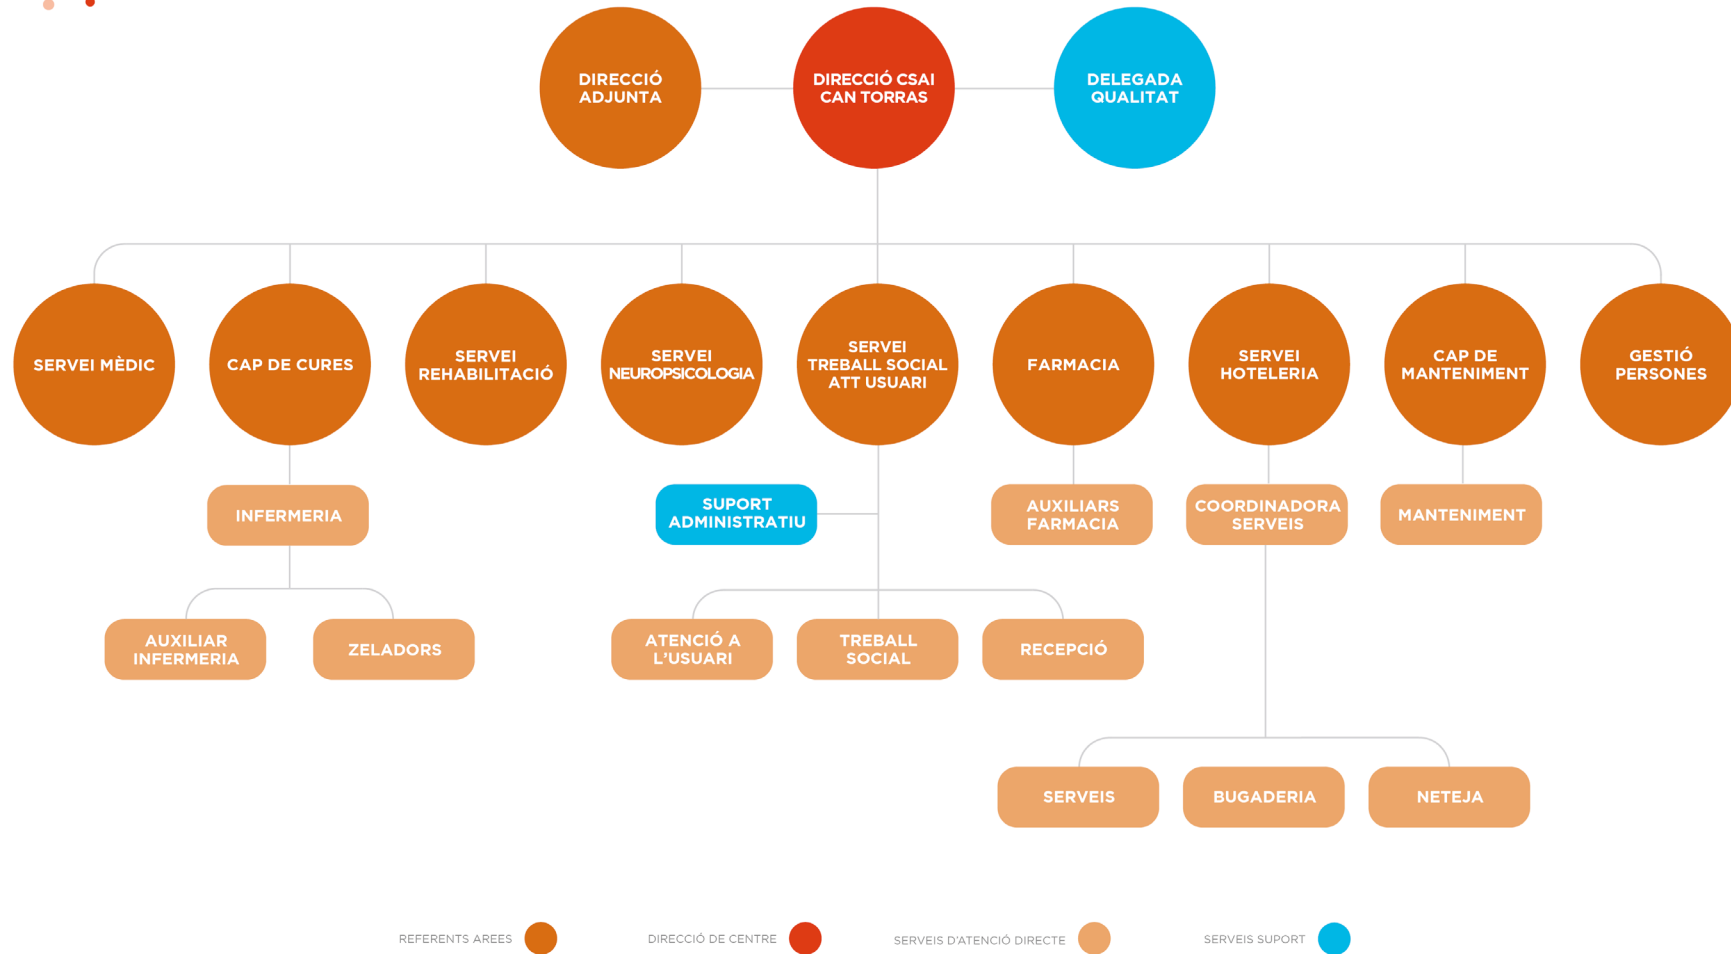 DIRECCIÓ
ADJUNTA
DIRECCIÓ CSAI
CAN TORRAS
DELEGADA
QUALITAT
SERVEI MÈDIC
CAP DE CURES
SERVEI
REHABILITACIÓ
SERVEI
NEUROPSICOLOGIA
SERVEI
TREBALL SOCIAL
ATT USUARI
FARMACIA
SERVEI
HOTELERIA
CAP DE
MANTENIMENT
GESTIÓ
PERSONES
INFERMERIA
SUPORT
ADMINISTRATIU
AUXILIARS
FARMACIA
COORDINADORA
SERVEIS
MANTENIMENT
AUXILIAR
INFERMERIA
ZELADORS
ATENCIÓ A
L'USUARI
TREBALL
SOCIAL
RECEPCIÓ
SERVEIS
BUGADERIA
NETEJA
REFERENTS AREES
DIRECCIÓ DE CENTRE
SERVEIS D'ATENCIÓ DIRECTE
SERVEIS SUPORT